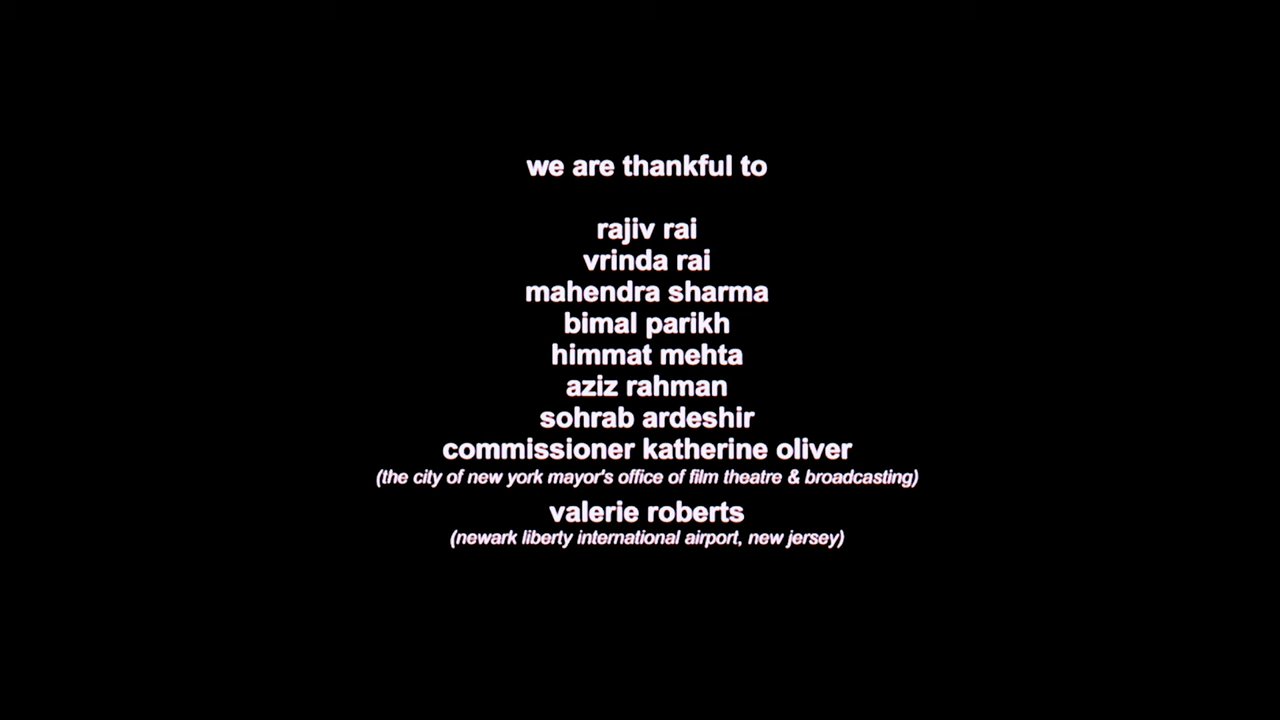 we are thankful to
rajiv rai
vrinda rai
mahendra sharma
bimal parikh
himmat mehta
aziz rahman
sohrab ardeshir
commissioner katherine oliver
(the city of new york mayor's office of film theatre & broadcasting)
valerie roberts
(newark liberty international airport, new jersey)